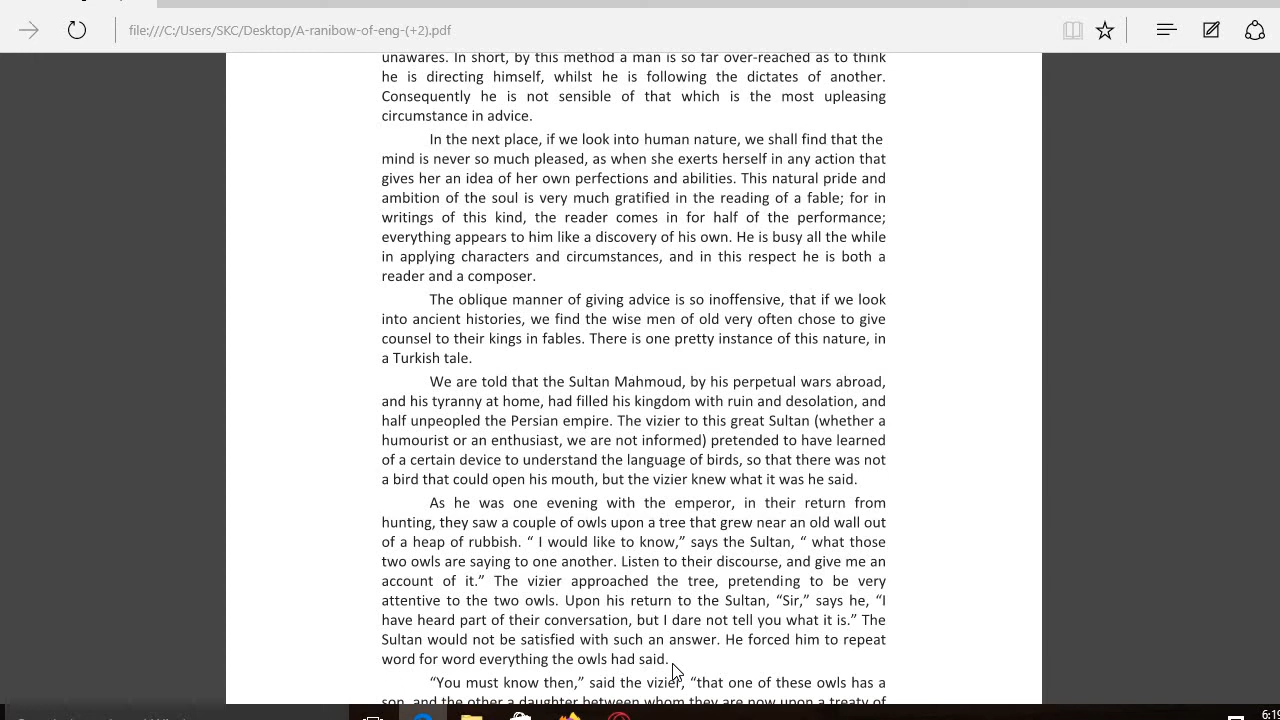 file:///C:/Users/SKC/Desktop/A-ranibow-of-eng-(+2).pdf
unawares. In short, by this method a man is so far over-reached as to think
he is directing himself, whilst he is following the dictates of another.
Consequently he is not sensible of that which is the most upleasing
circumstance in advice.
In the next place, if we look into human nature, we shall find that the
mind is never so much pleased, as when she exerts herself in any action that
gives her an idea of her own perfections and abilities. This natural pride and
ambition of the soul is very much gratified in the reading of a fable; for in
writings of this kind, the reader comes in for half of the performance;
everything appears to him like a discovery of his own. He is busy all the while
in applying characters and circumstances, and in this respect he is both a
reader and a composer.
The oblique manner of giving advice is so inoffensive, that if we look
into ancient histories, we find the wise men of old very often chose to give
counsel to their kings in fables. There is one pretty instance of this nature, in
a Turkish tale.
We are told that the Sultan Mahmoud, by his perpetual wars abroad,
and his tyranny at home, had filled his kingdom with ruin and desolation, and
half unpeopled the Persian empire. The vizier to this great Sultan (whether a
humourist or an enthusiast, we are not informed) pretended to have learned
of a certain device to understand the language of birds, so that there was not
a bird that could open his mouth, but the vizier knew what it was he said.
As he was one evening with the emperor, in their return from
hunting, they saw a couple of owls upon a tree that grew near an old wall out
of a heap of rubbish. “ I would like to know,” says the Sultan, “ what those
two owls are saying to one another. Listen to their discourse, and give me an
account of it.” The vizier approached the tree, pretending to be very
attentive to the two owls. Upon his return to the Sultan, “Sir,” says he, “I
have heard part of their conversation, but I dare not tell you what it is.” The
Sultan would not be satisfied with such an answer. He forced him to repeat
word for word everything the owls had said.
“You must know then,” said the vizier, “that one of these owls has a
son, and the other a daughter between whom they are now upon a treaty of